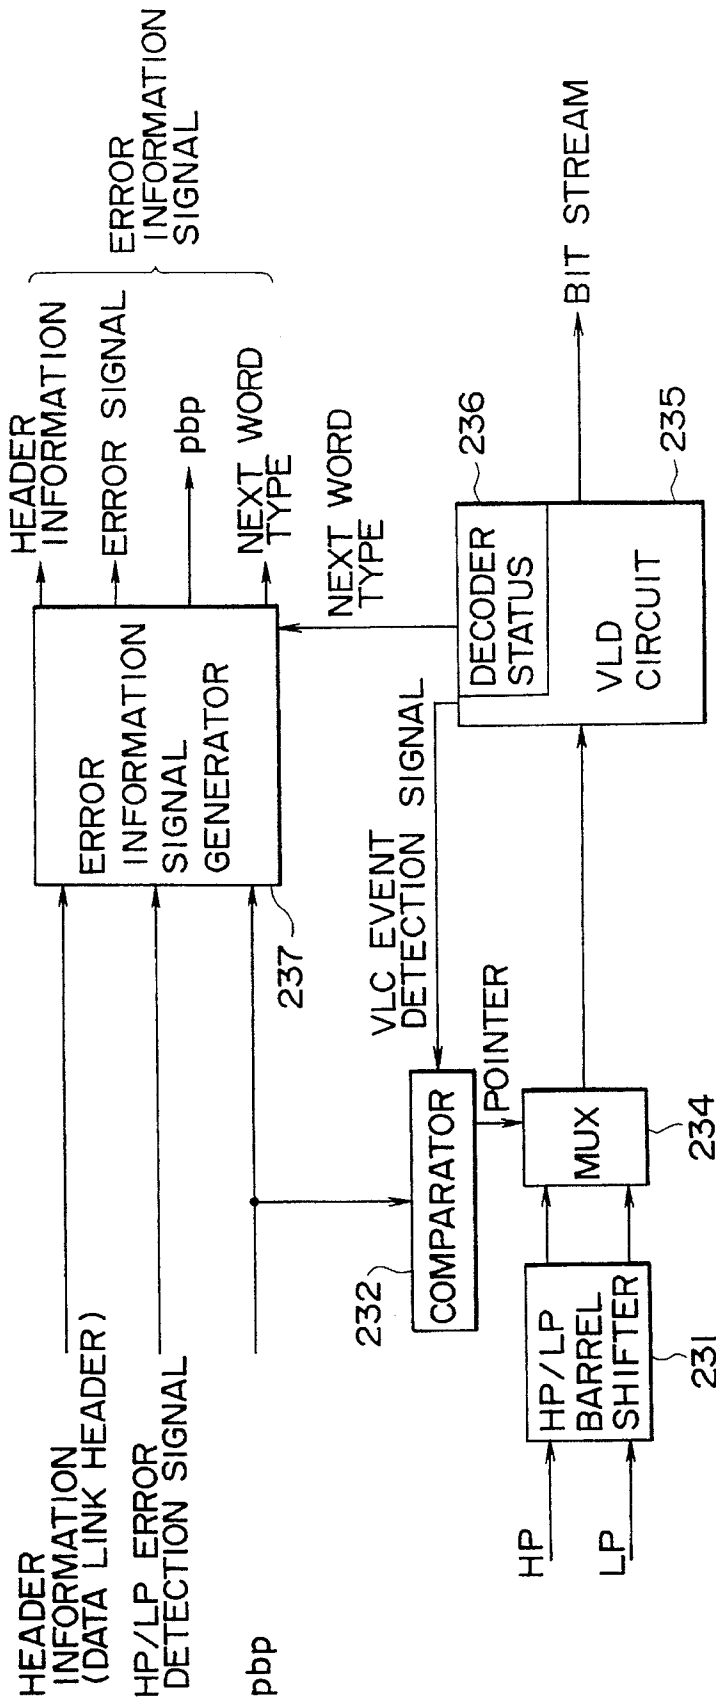 HEADER
INFORMATION
(DATA LINK HEADER)
HP/LP ERROR
DETECTION SIGNAL
pbp
ERROR
INFORMATION
SIGNAL
GENERATOR
237
HEADER
INFORMATION
ERROR SIGNAL
pbp
NEXT WORD
TYPE
ERROR
INFORMATION
SIGNAL
NEXT WORD
TYPE
VLC EVENT
DETECTION SIGNAL
232
COMPARATOR
POINTER
DECODER
STATUS
236
HP
LP
HP/LP
BARREL
SHIFTER
231
MUX
234
VLD
CIRCUIT
235
BIT STREAM